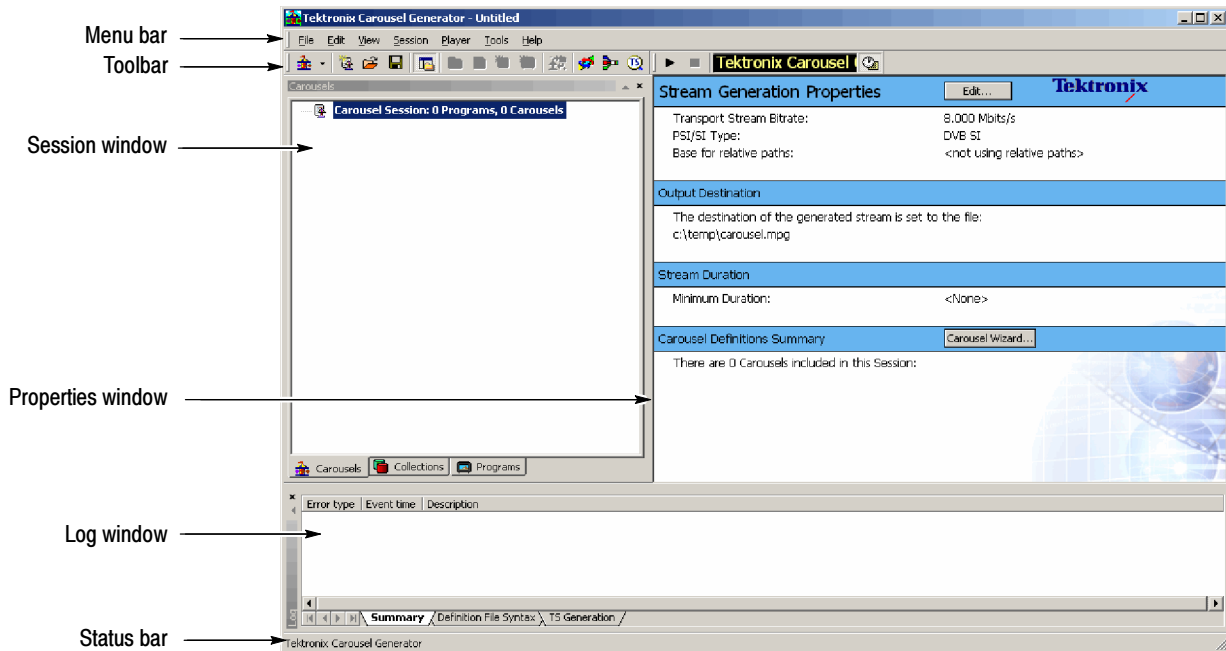 Tektronix Carousel Generator - Untitled
Menu bar
File Edit View Session Player Tools Help
Toolbar
TS
Tektronix Carousel
Carousels
Carousel Session: 0 Programs, 0 Carousels
Session window
Stream Generation Properties
Edit...
Tektronix
Transport Stream Bitrate: 8.000 Mbits/s
PSI/SI Type: DVB SI
Base for relative paths: <not using relative paths>
Output Destination
The destination of the generated stream is set to the file:
c:\temp\carousel.mpg
Stream Duration
Minimum Duration: <None>
Carousel Definitions Summary
Carousel Wizard...
There are 0 Carousels included in this Session:
Properties window
Carousels Collections Programs
Error type Event time Description
Log window
Summary Definition File Syntax TS Generation
Status bar
Tektronix Carousel Generator